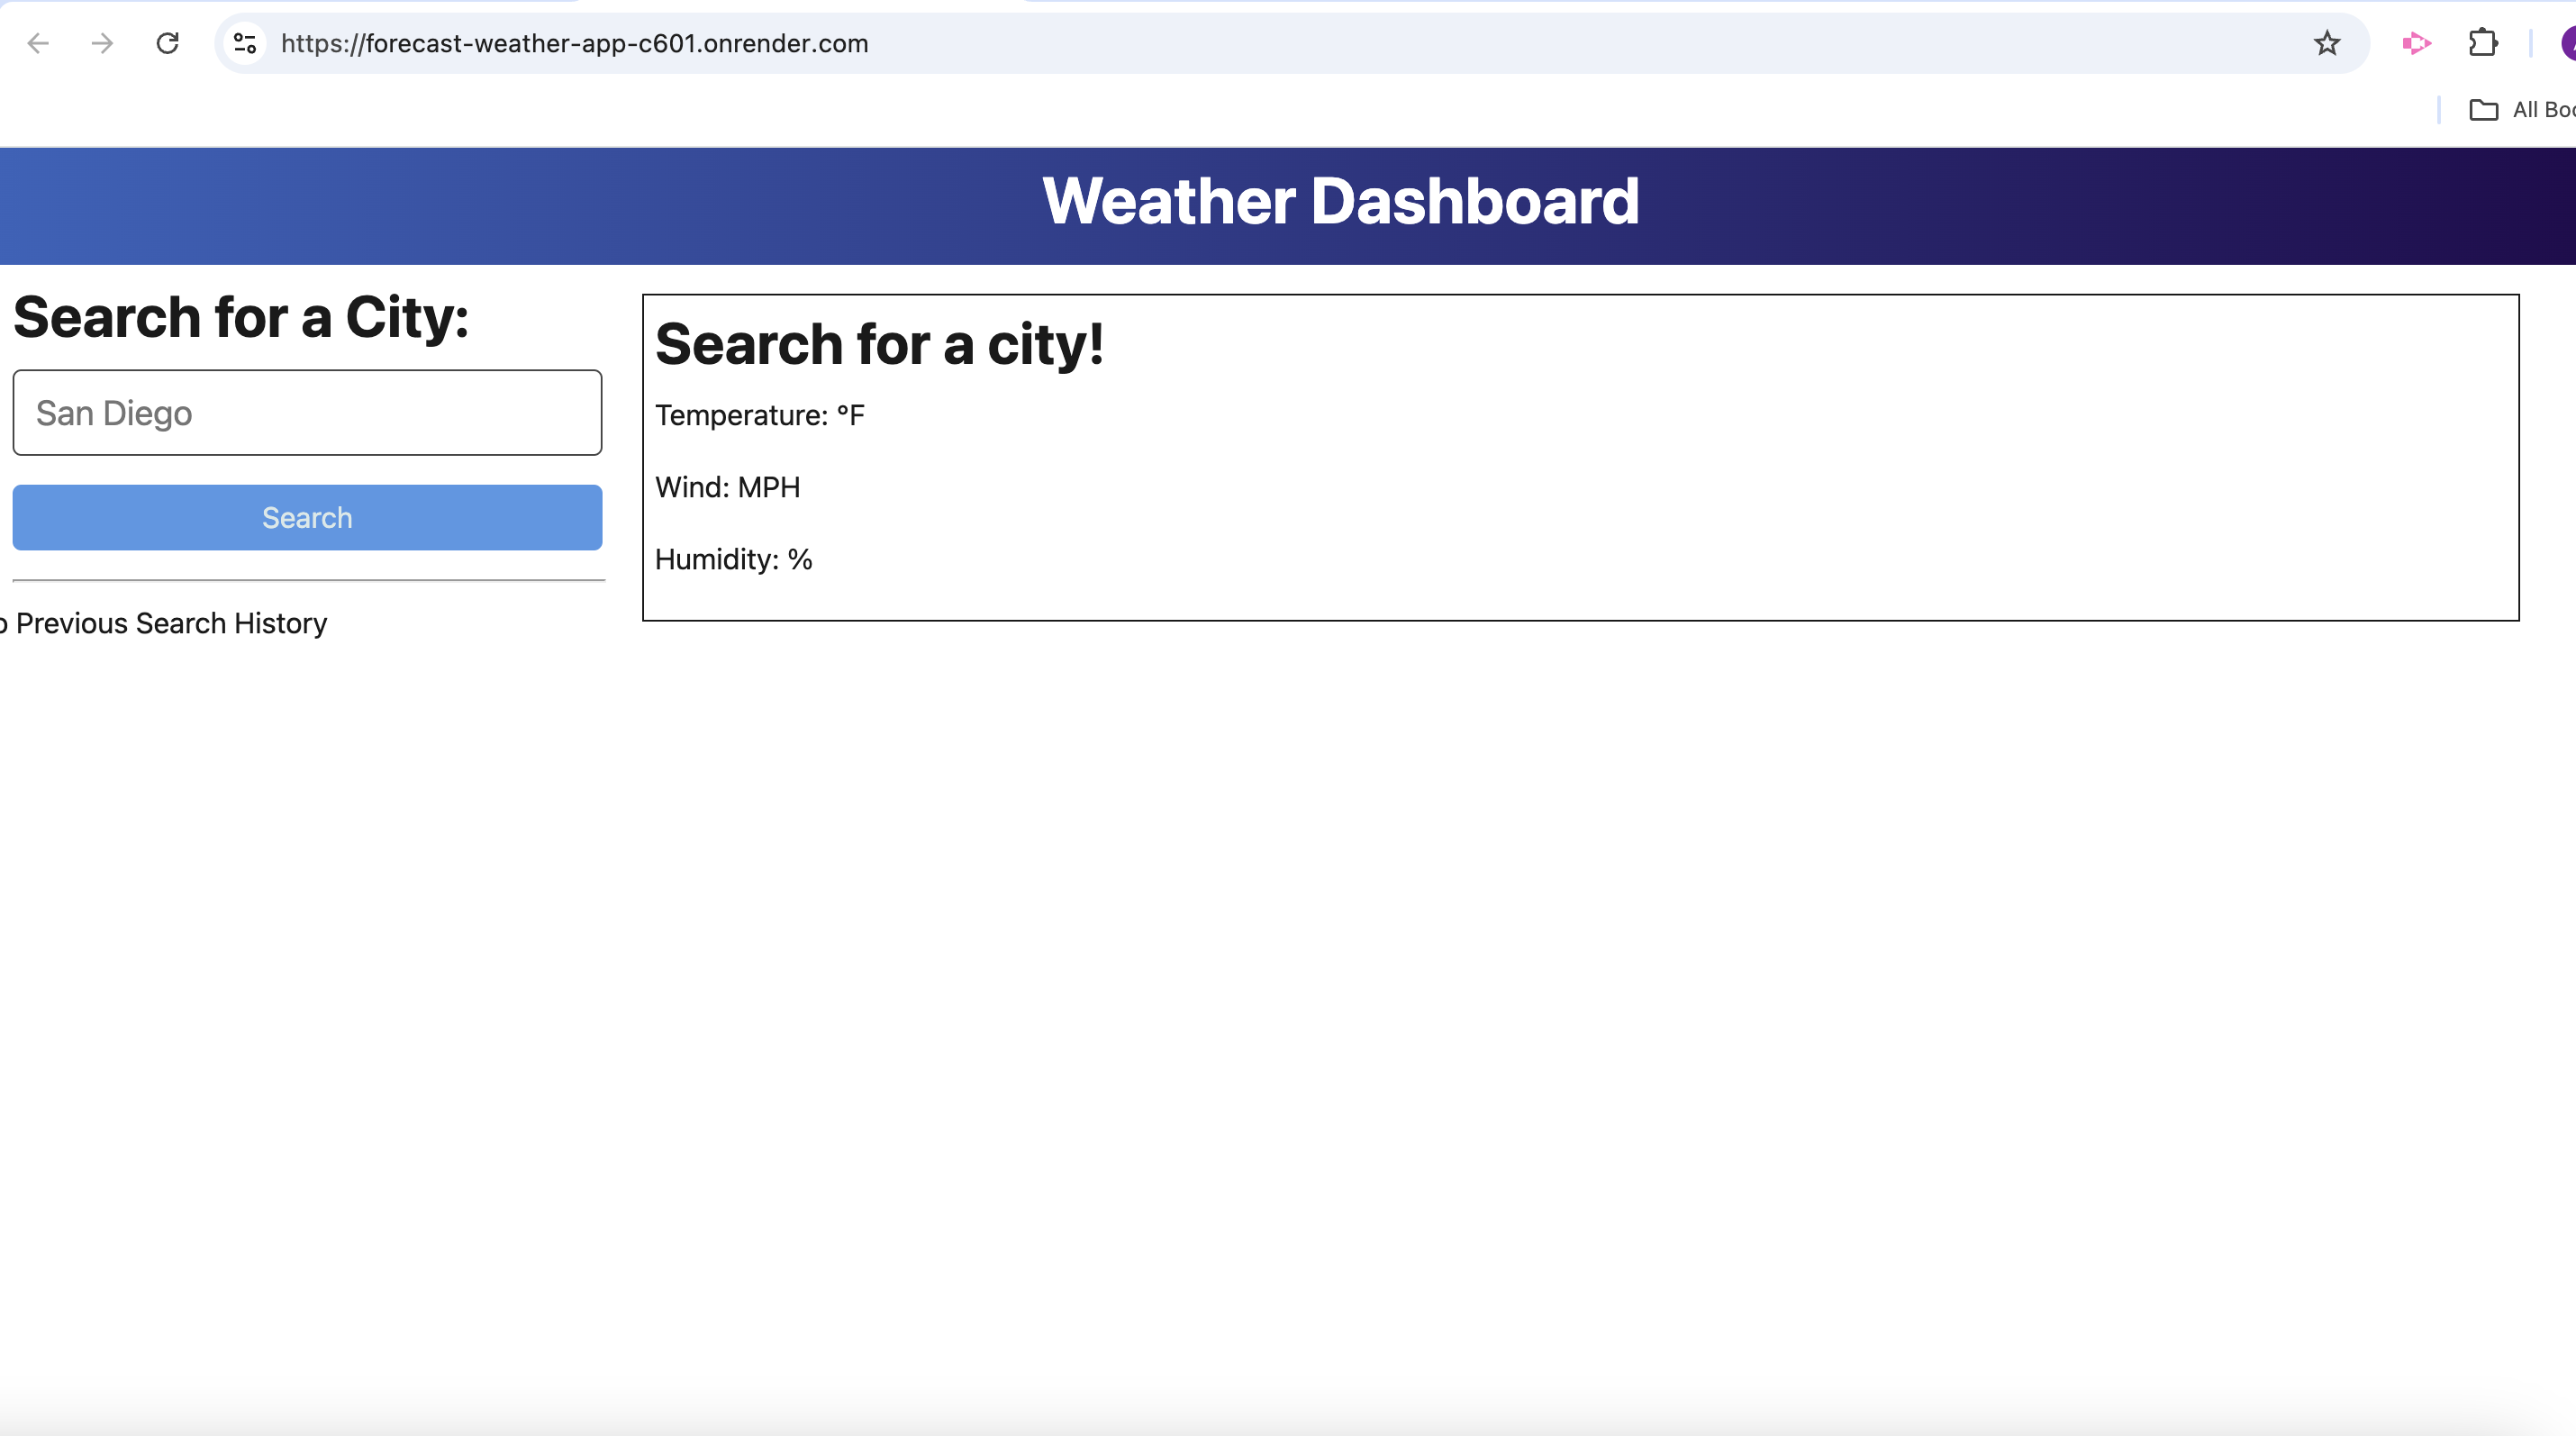 https://forecast-weather-app-c601.onrender.com
All
Weather Dashboard
Search for a City:
San Diego
Search
Previous Search History
Search for a city!
Temperature: °F
Wind: MPH
Humidity: %